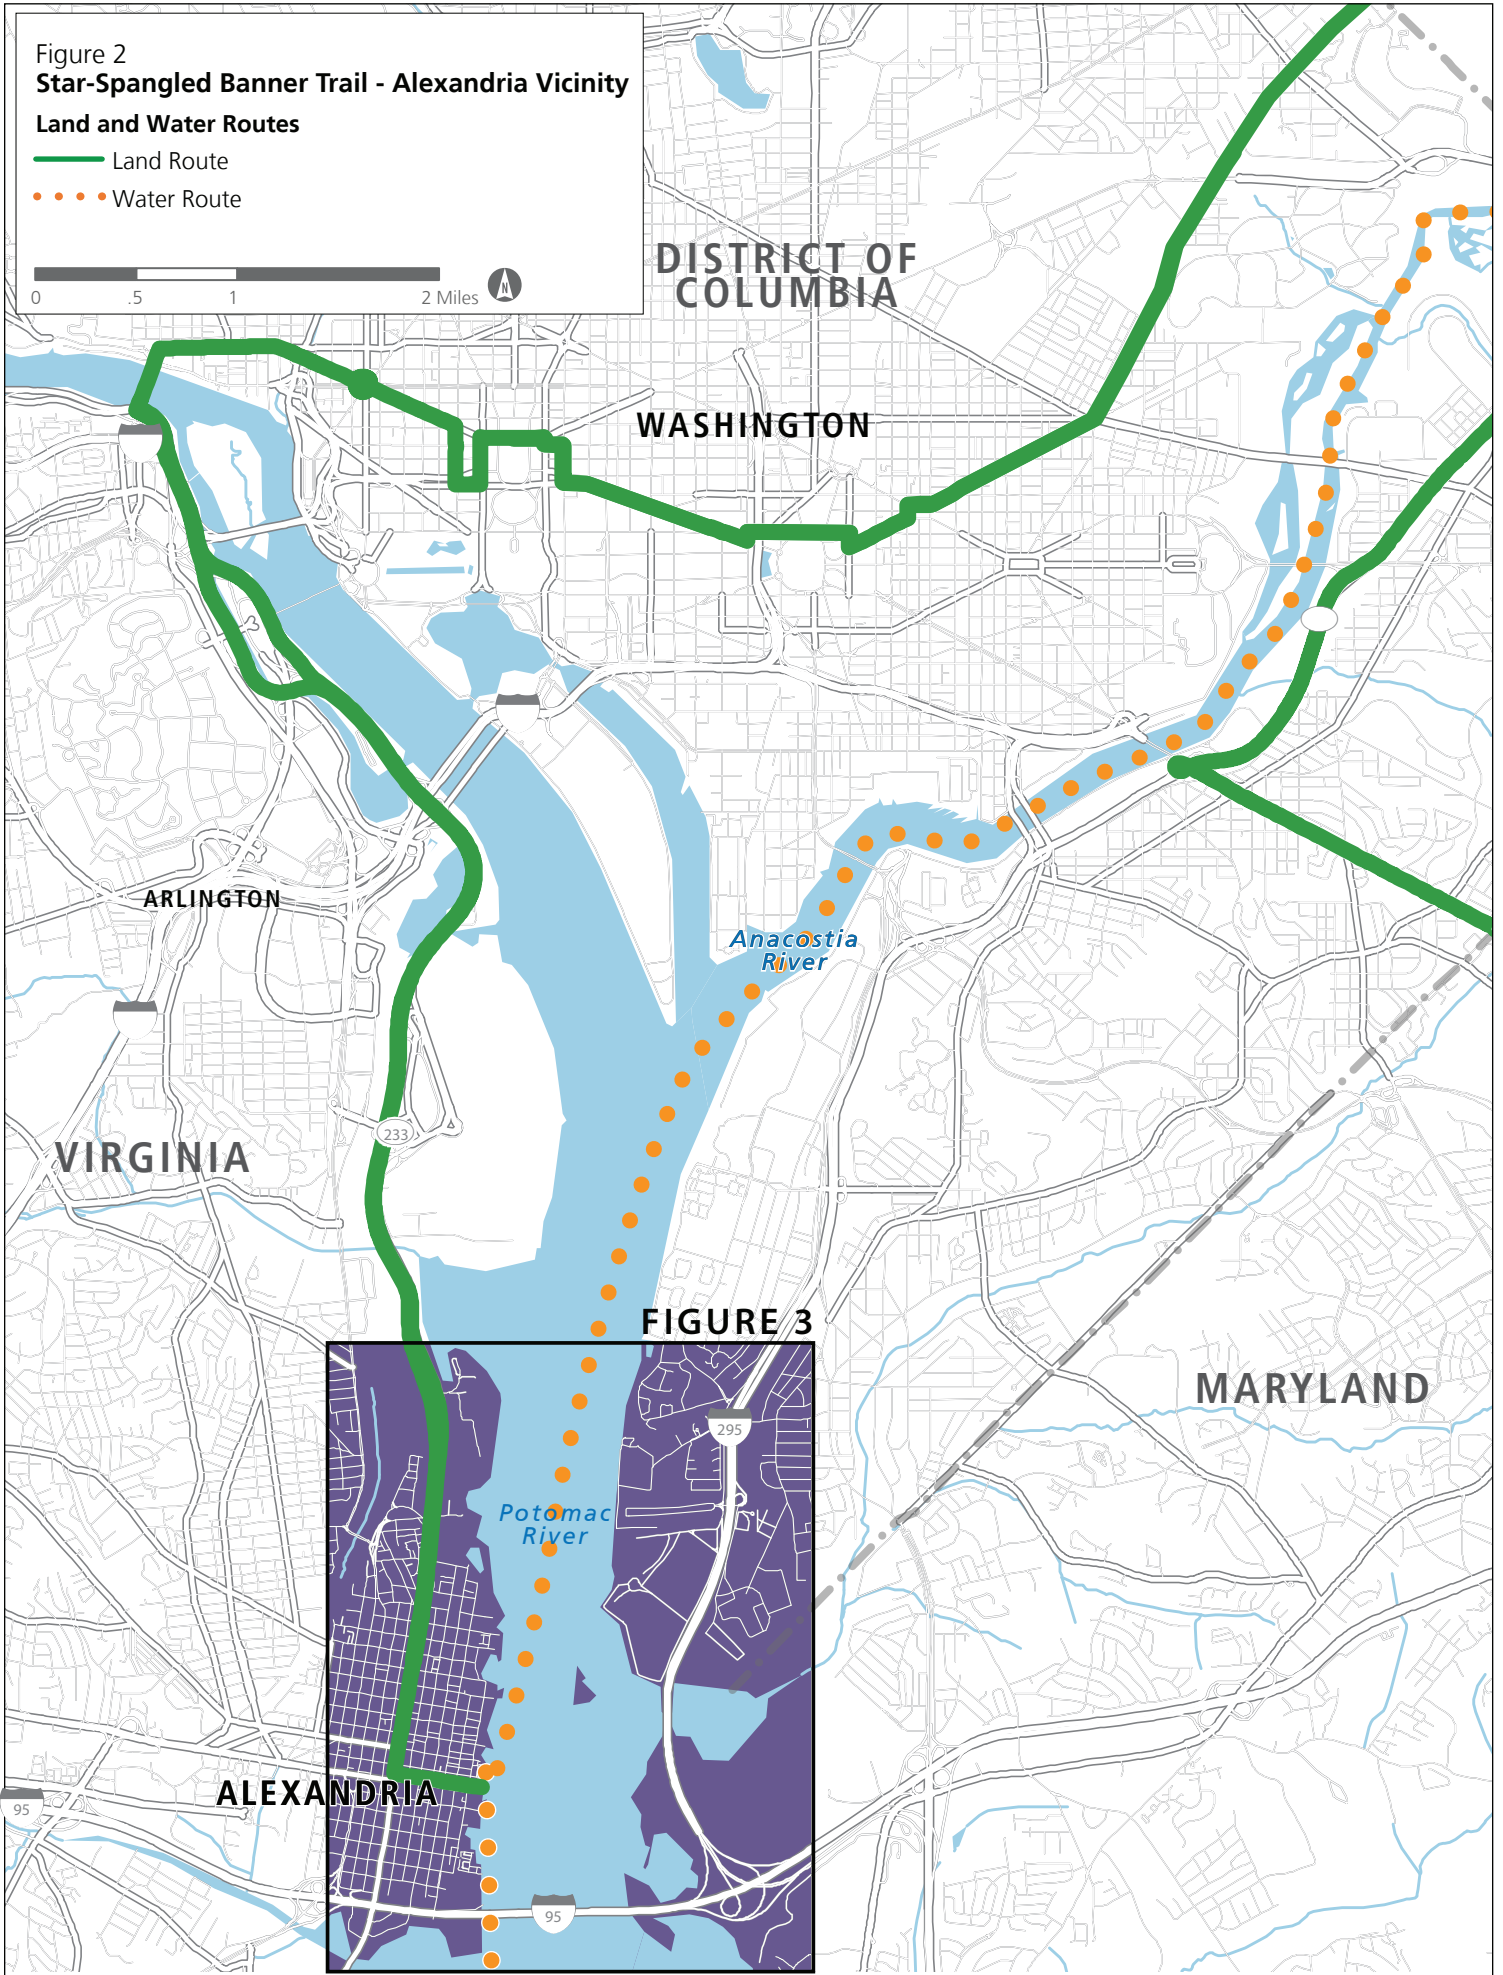 Figure 2
Star-Spangled Banner Trail - Alexandria Vicinity
Land and Water Routes
Land Route
Water Route
0 .5 1 2 Miles
N
DISTRICT OF
COLUMBIA
WASHINGTON
ARLINGTON
Anacostia
River
233
VIRGINIA
FIGURE 3
MARYLAND
295
Potomac
River
ALEXANDRIA
95
95